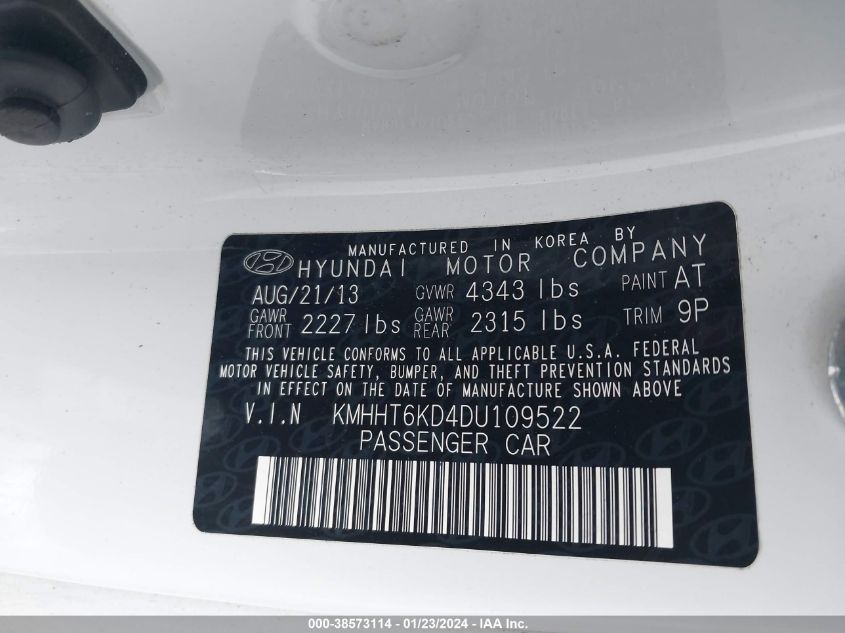 MANUFACTURED IN KOREA BY
HYUNDAI MOTOR COMPANY
AUG/21/13 GVWR 4343 lbs PAINT AT
GAWR FRONT 2227 lbs GAWR REAR 2315 lbs TRIM 9P
THIS VEHICLE CONFORMS TO ALL APPLICABLE U.S.A. FEDERAL
MOTOR VEHICLE SAFETY, BUMPER, AND THEFT PREVENTION STANDARDS
IN EFFECT ON THE DATE OF MANUFACTURE SHOWN ABOVE
V.I.N KMHHT6KD4DU109522
PASSENGER CAR
000-38573114 - 01/23/2024 - IAA Inc.